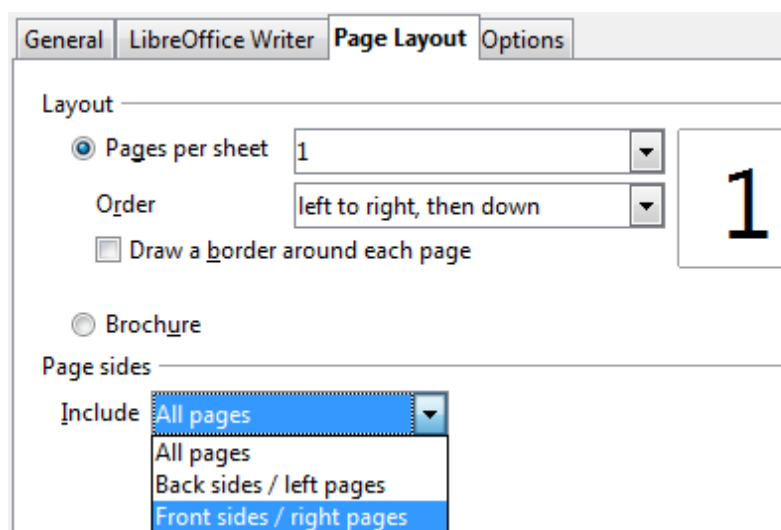 General LibreOffice Writer Page Layout Options
Layout
Pages per sheet 1
1
Order left to right, then down
Draw a border around each page
Brochure
Page sides
Include All pages
All pages
Back sides / left pages
Front sides / right pages